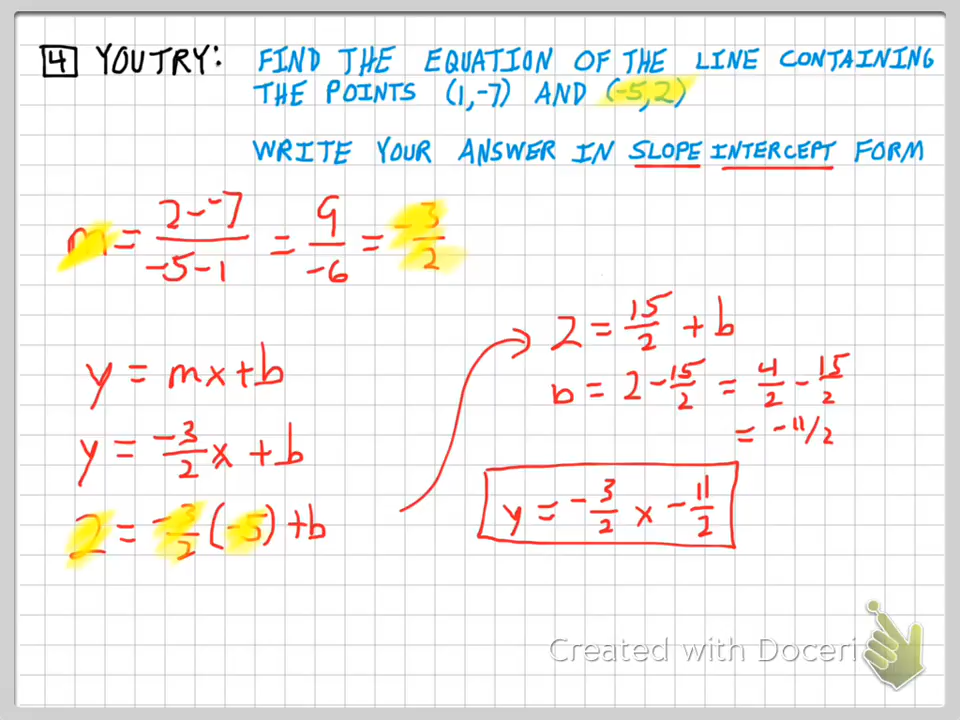 4 YOU TRY: FIND THE EQUATION OF THE LINE CONTAINING
THE POINTS (1,-7) AND (-5,2)
WRITE YOUR ANSWER IN SLOPE INTERCEPT FORM
m = (2--7)/(-5-1) = 9/-6 = -3/2
y = mx+b
y = -3/2 x + b
2 = -3/2 (-5) + b
2 = 15/2 + b
b = 2 - 15/2 = 4/2 - 15/2
= -11/2
y = -3/2 x - 11/2
Created with Doceri